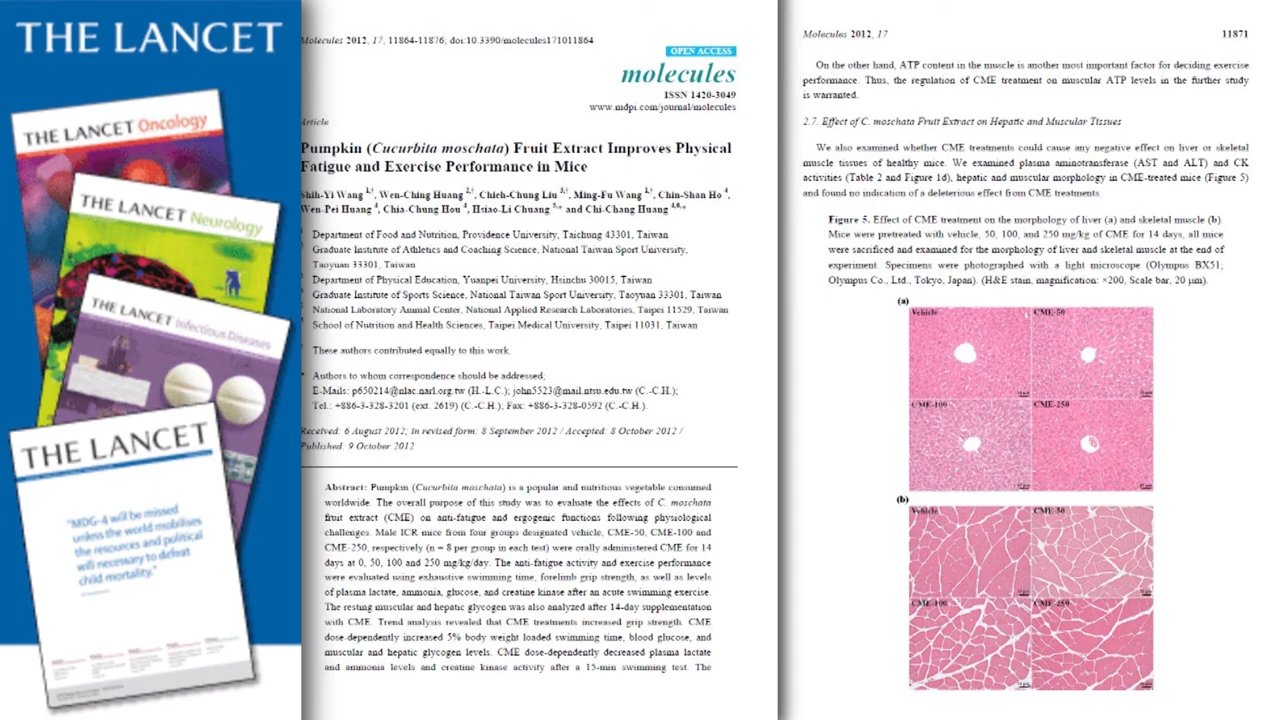 THE LANCET
THE LANCET Oncology
THE LANCET Neurology
THE LANCET Infectious Diseases
THE LANCET
"MDG-4 will be missed
unless the world mobilises
the resources and political
will necessary to defeat
child mortality."
Molecules 2012, 17, 11864-11876; doi:10.3390/molecules171011864
OPEN ACCESS
molecules
ISSN 1420-3049
www.mdpi.com/journal/molecules
Article
Pumpkin (Cucurbita moschata) Fruit Extract Improves Physical
Fatigue and Exercise Performance in Mice
Shih-Yi Wang 1,†, Wen-Ching Huang 2,†, Chieh-Chung Liu 3,†, Ming-Fu Wang 1,†, Chin-Shan Ho 4,
Wen-Pei Huang 4, Chia-Chung Hou 4, Hsiao-Li Chuang 5,* and Chi-Chang Huang 4,6,*
Department of Food and Nutrition, Providence University, Taichung 43301, Taiwan
Graduate Institute of Athletics and Coaching Science, National Taiwan Sport University,
Taoyuan 33301, Taiwan
Department of Physical Education, Yuanpei University, Hsinchu 30015, Taiwan
Graduate Institute of Sports Science, National Taiwan Sport University, Taoyuan 33301, Taiwan
National Laboratory Animal Center, National Applied Research Laboratories, Taipei 11529, Taiwan
School of Nutrition and Health Sciences, Taipei Medical University, Taipei 11031, Taiwan
These authors contributed equally to this work.
* Authors to whom correspondence should be addressed;
E-Mails: p650214@nlac.narl.org.tw (H.-L.C.); john5523@mail.ntsu.edu.tw (C.-C.H.);
Tel.: +886-3-328-3201 (ext. 2619) (C.-C.H.); Fax: +886-3-328-0592 (C.-C.H.).
Received: 6 August 2012; in revised form: 8 September 2012 / Accepted: 8 October 2012 /
Published: 9 October 2012
Abstract: Pumpkin (Cucurbita moschata) is a popular and nutritious vegetable consumed
worldwide. The overall purpose of this study was to evaluate the effects of C. moschata
fruit extract (CME) on anti-fatigue and ergogenic functions following physiological
challenges. Male ICR mice from four groups designated vehicle, CME-50, CME-100 and
CME-250, respectively (n = 8 per group in each test) were orally administered CME for 14
days at 0, 50, 100 and 250 mg/kg/day. The anti-fatigue activity and exercise performance
were evaluated using exhaustive swimming time, forelimb grip strength, as well as levels
of plasma lactate, ammonia, glucose, and creatine kinase after an acute swimming exercise.
The resting muscular and hepatic glycogen was also analyzed after 14-day supplementation
with CME. Trend analysis revealed that CME treatments increased grip strength. CME
dose-dependently increased 5% body weight loaded swimming time, blood glucose, and
muscular and hepatic glycogen levels. CME dose-dependently decreased plasma lactate
and ammonia levels and creatine kinase activity after a 15-min swimming test. The
Molecules 2012, 17
11871
On the other hand, ATP content in the muscle is another most important factor for deciding exercise
performance. Thus, the regulation of CME treatment on muscular ATP levels in the further study
is warranted.
2.7. Effect of C. moschata Fruit Extract on Hepatic and Muscular Tissues
We also examined whether CME treatments could cause any negative effect on liver or skeletal
muscle tissues of healthy mice. We examined plasma aminotransferase (AST and ALT) and CK
activities (Table 2 and Figure 1d), hepatic and muscular morphology in CME-treated mice (Figure 5)
and found no indication of a deleterious effect from CME treatments.
Figure 5. Effect of CME treatment on the morphology of liver (a) and skeletal muscle (b).
Mice were pretreated with vehicle, 50, 100, and 250 mg/kg of CME for 14 days, all mice
were sacrificed and examined for the morphology of liver and skeletal muscle at the end of
experiment. Specimens were photographed with a light microscope (Olympus BX51;
Olympus Co., Ltd., Tokyo, Japan). (H&E stain, magnification: ×200, Scale bar, 20 μm).
(a)
Vehicle
CME-50
CME-100
CME-250
(b)
Vehicle
CME-50
CME-100
CME-250